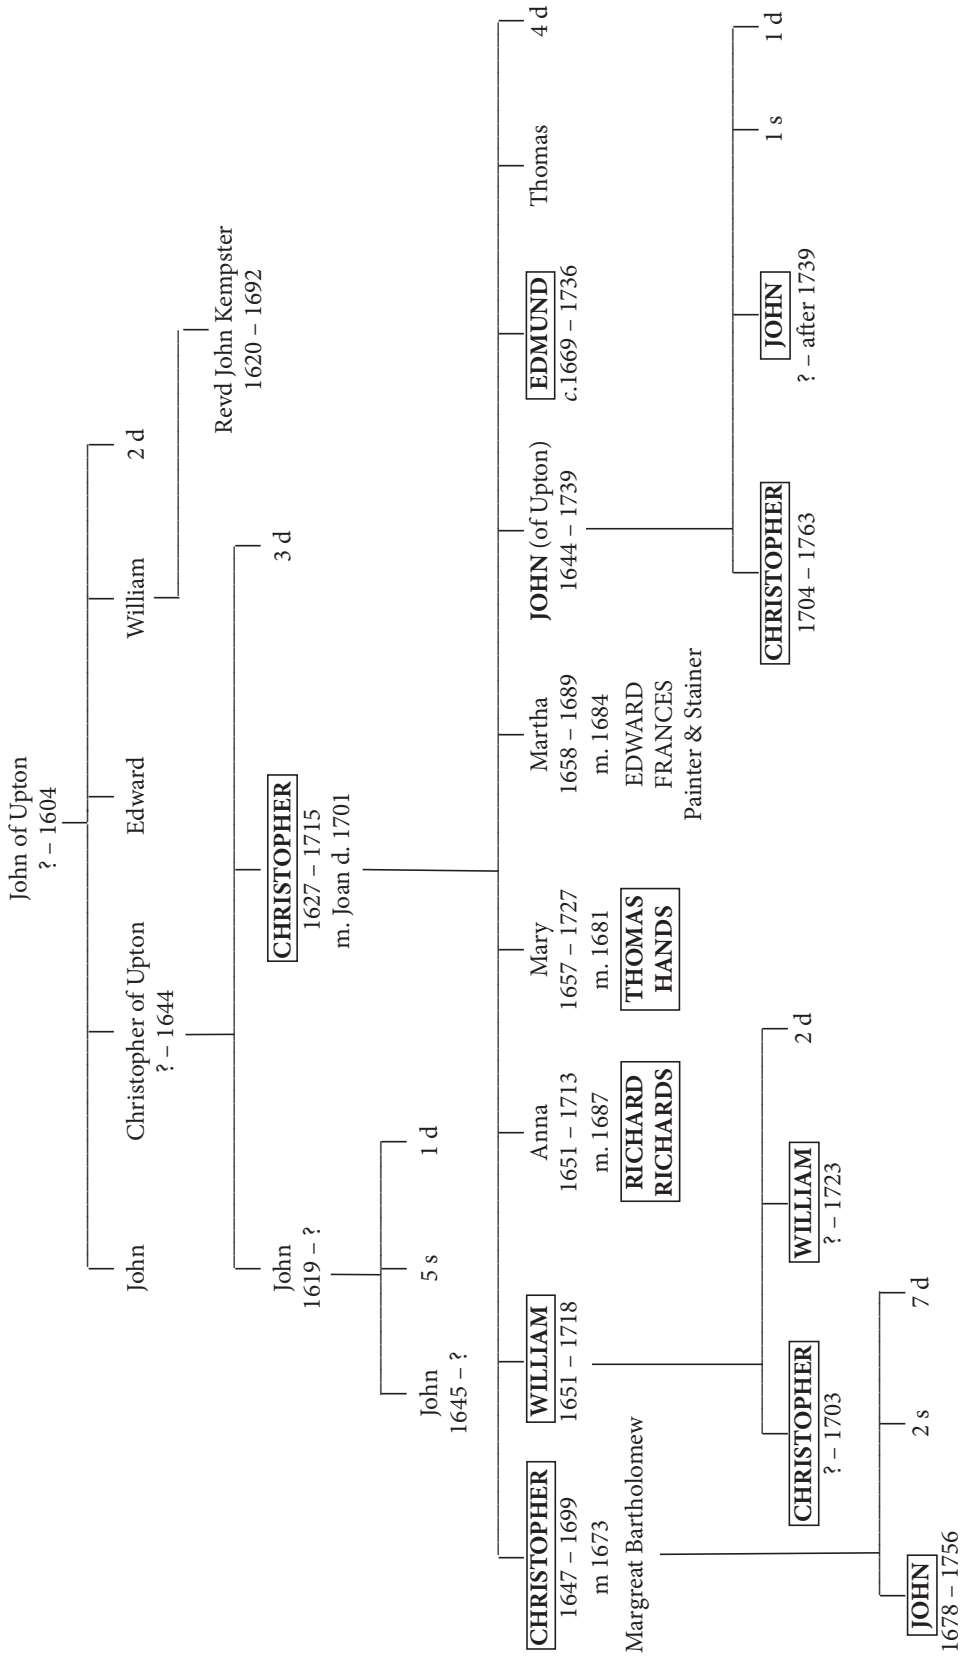 John of Upton
? – 1604
John
Christopher of Upton
? – 1644
Edward
William
2 d
Revd John Kempster
1620 – 1692
John
1619 – ?
CHRISTOPHER
1627 – 1715
m. Joan d. 1701
3 d
John
1645 – ?
5 s
1 d
CHRISTOPHER
1647 – 1699
m 1673
Margreat Bartholomew
WILLIAM
1651 – 1718
Anna
1651 – 1713
m. 1687
RICHARD
RICHARDS
Mary
1657 – 1727
m. 1681
THOMAS
HANDS
Martha
1658 – 1689
m. 1684
EDWARD
FRANCES
Painter & Stainer
JOHN (of Upton)
1644 – 1739
EDMUND
c.1669 – 1736
Thomas
4 d
CHRISTOPHER
1704 – 1763
JOHN
? – after 1739
1 s
1 d
CHRISTOPHER
? – 1703
WILLIAM
? – 1723
2 d
JOHN
1678 – 1756
2 s
7 d